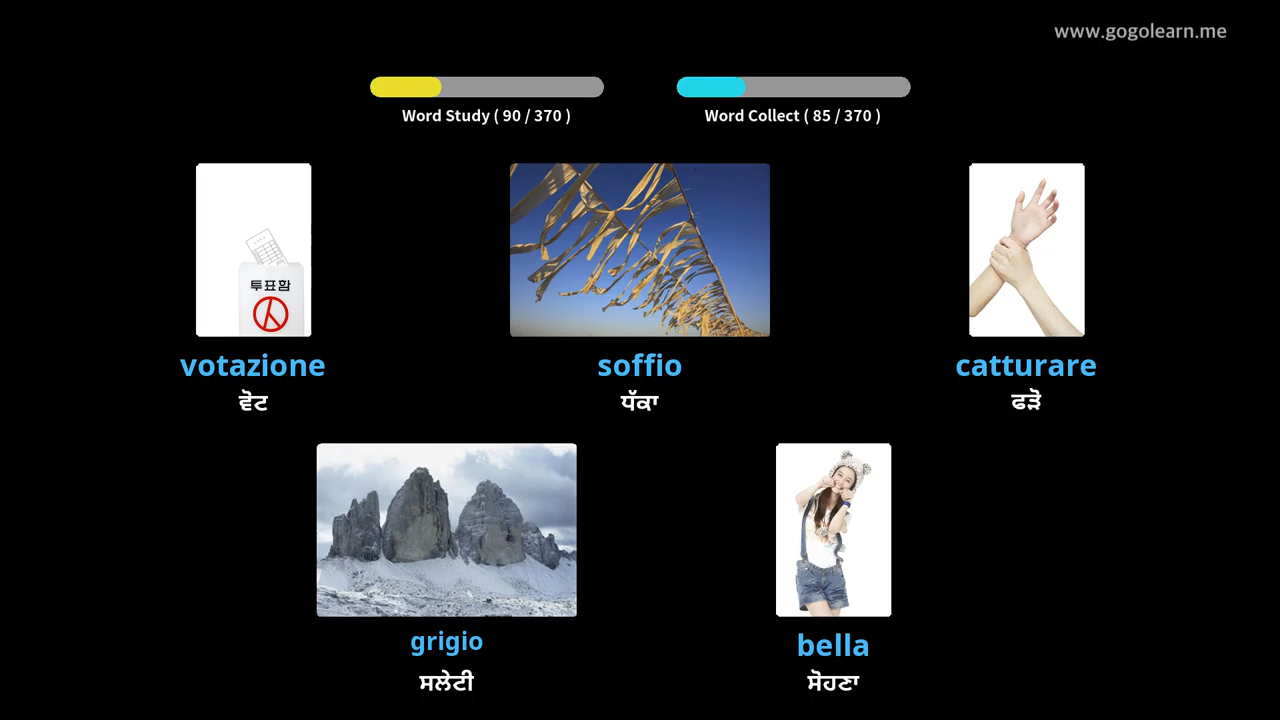 www.gogolearn.me
Word Study ( 90 / 370 )
Word Collect ( 85 / 370 )
투표함
votazione
ਵੋਟ
soffio
ਧੱਕਾ
catturare
ਫੜੋ
grigio
ਸਲੇਟੀ
bella
ਸੋਹਣਾ